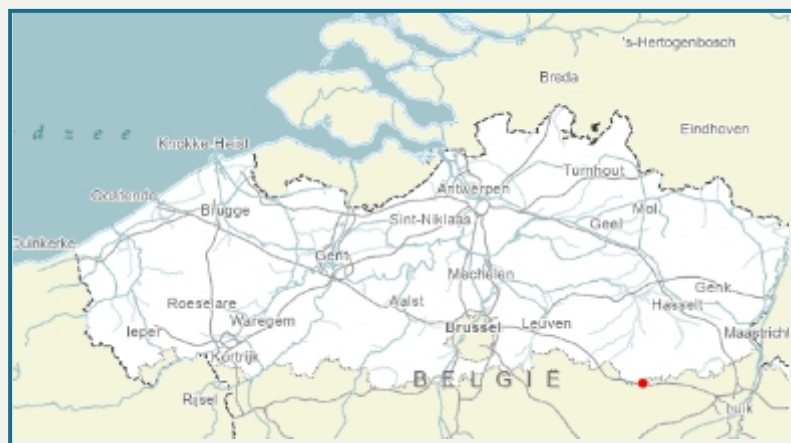 's-Hertogenbosch
Breda
Eindhoven
dzee
Knokke-Heist
Turnhout
Oostende
Antwerpen
Mol
Brugge
Sint-Niklaas
Geel
Duinkerke
Gent
Mechelen
Genk
Roeselare
Aalst
Hasselt
Ieper
Waregem
Brussel
Leuven
Maastricht
Kortrijk
BELGIË
Rijsel
Luik